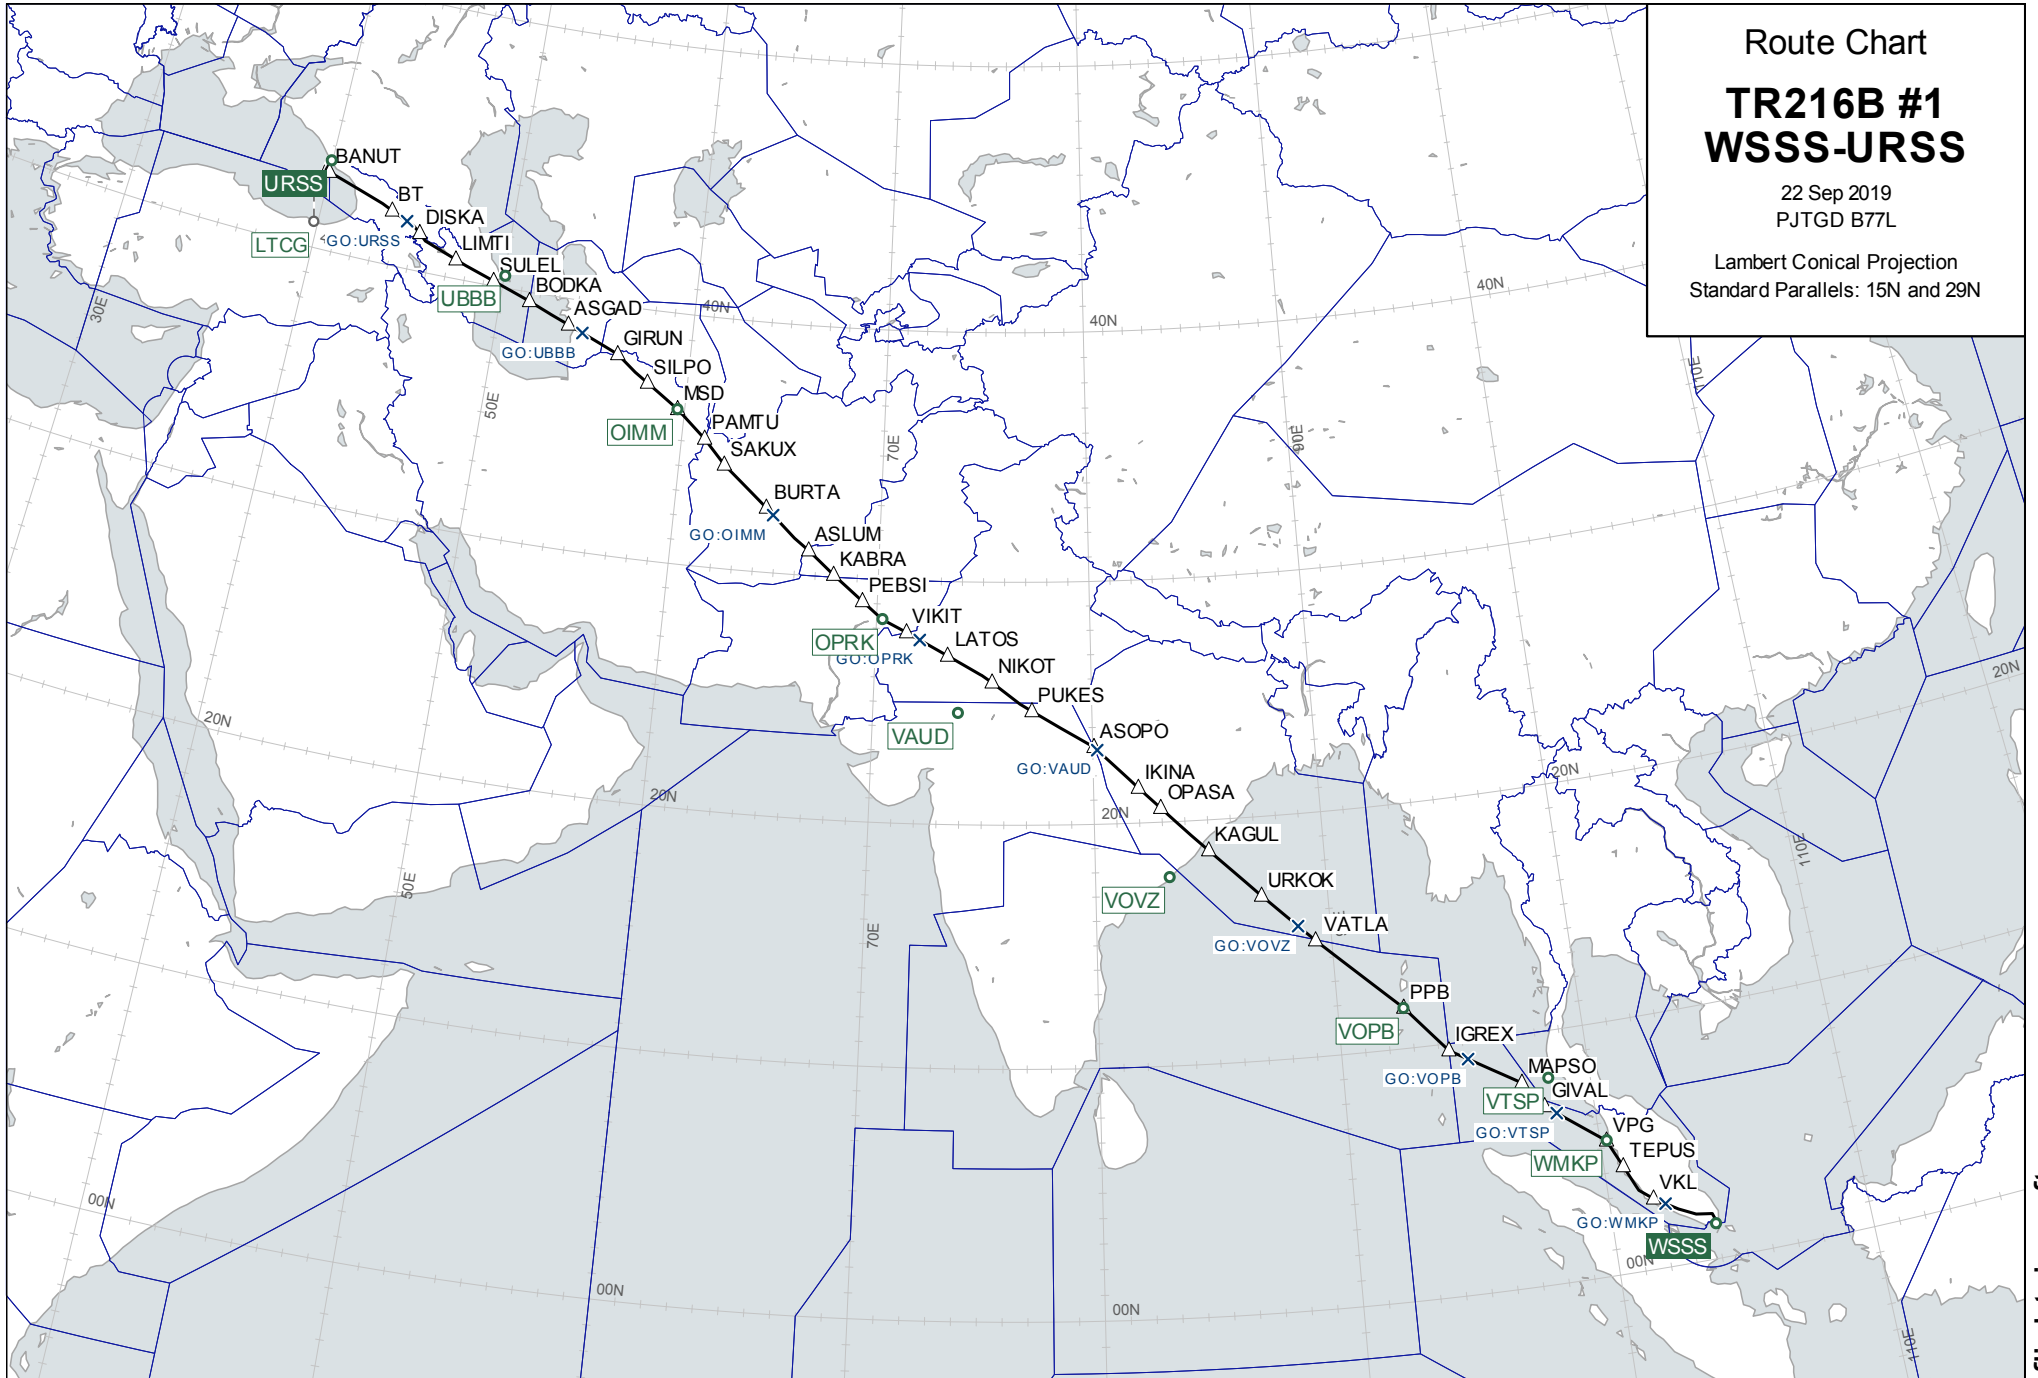 Route Chart
TR216B #1
WSSS-URSS
22 Sep 2019
PJTGD B77L
Lambert Conical Projection
Standard Parallels: 15N and 29N
BANUT
URSS
BT
DISKA
LTCG
GO:URSS
LIMTI
SULEL
BODKA
UBBB
ASGAD
GO:UBBB
GIRUN
SILPO
MSD
OIMM
PAMTU
SAKUX
BURTA
GO:OIMM
ASLUM
KABRA
PEBSI
VIKIT
OPRK
GO:OPRK
LATOS
NIKOT
PUKES
VAUD
ASOPO
GO:VAUD
IKINA
OPASA
KAGUL
URKOK
VOVZ
VATLA
GO:VOVZ
PPB
VOPB
IGREX
GO:VOPB
MAPSO
GIVAL
VTSP
GO:VTSP
VPG
TEPUS
WMKP
VKL
GO:WMKP
WSSS
30E
40N
40N
40N
50E
70E
90E
110E
20N
20N
20N
20N
20N
50E
70E
110E
00N
00N
00N
00N
110E